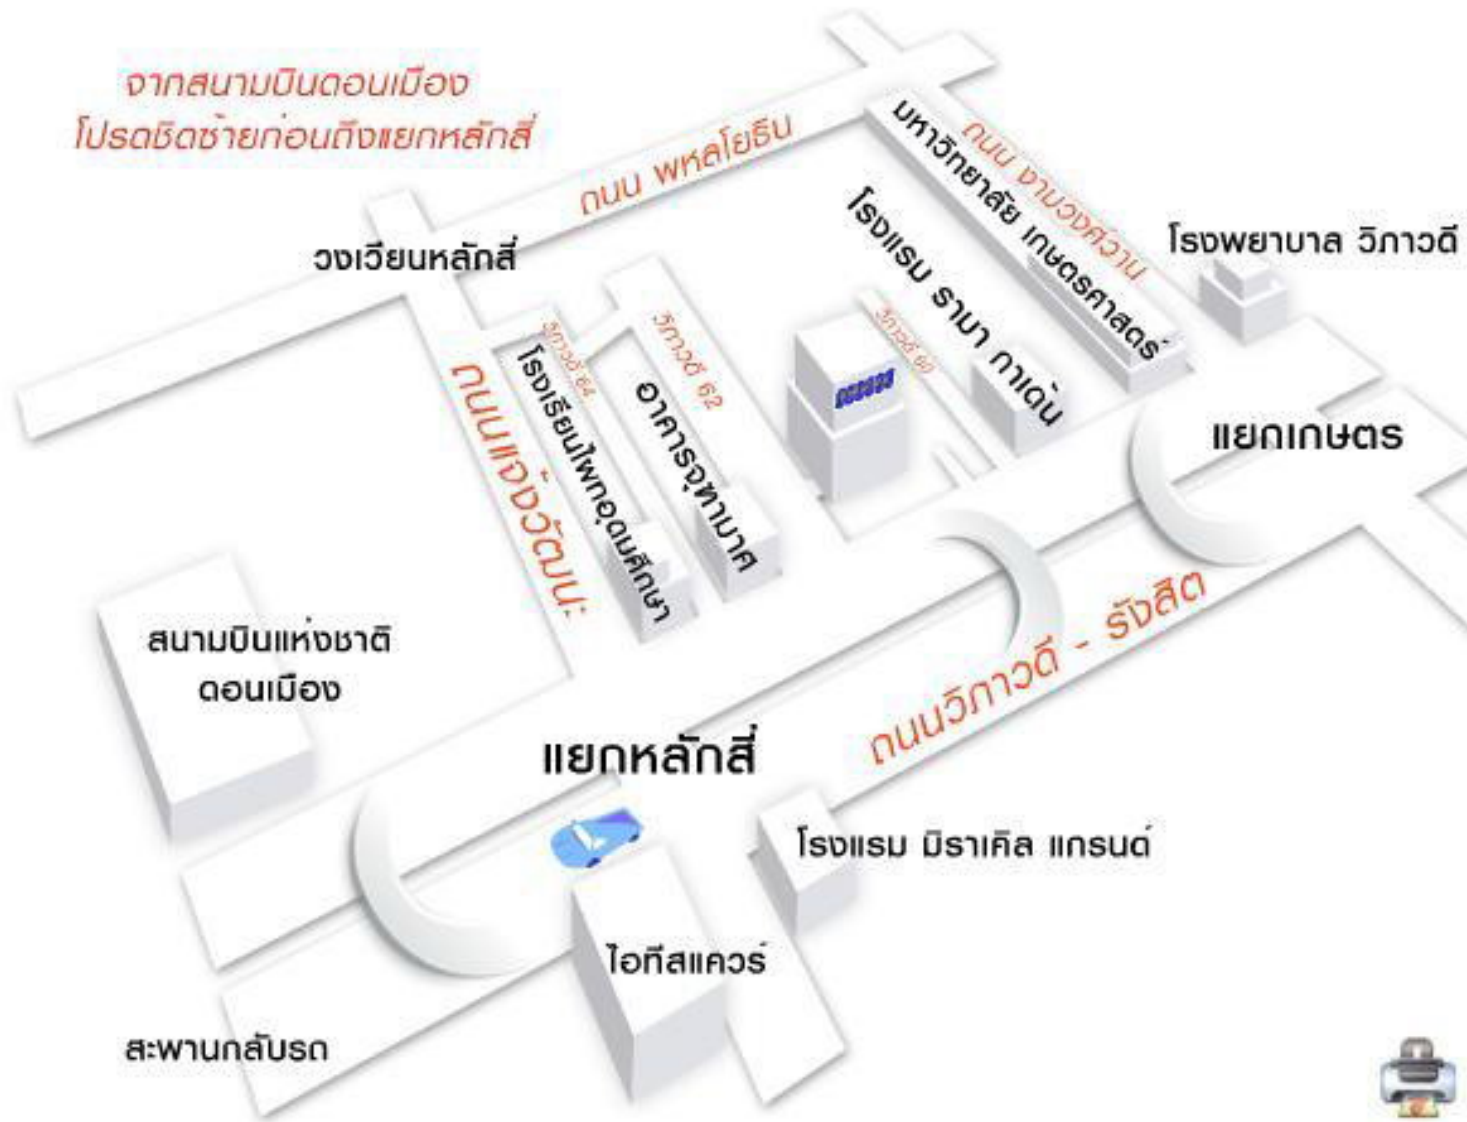 จากสนามบินดอนเมือง
โปรดชิดซ้ายก่อนถึงแยกหลักสี่
ถนน พหลโยธิน
มหาวิทยาลัย เกษตรศาสตร์
ถนน งามวงศ์วาน
โรงพยาบาล วิภาวดี
วงเวียนหลักสี่
โรงแรม รามา กาเด้น
วิภาวดี 60
วิภาวดี 62
วิภาวดี 64
ถนนแจ้งวัฒนะ
โรงเรียนไผทอุดมศึกษา
อาคารจุฑามาศ
แยกเกษตร
สนามบินแห่งชาติ
ดอนเมือง
ถนนวิภาวดี - รังสิต
แยกหลักสี่
โรงแรม มิราเคิล แกรนด์
ไอทีสแควร์
สะพานกลับรถ